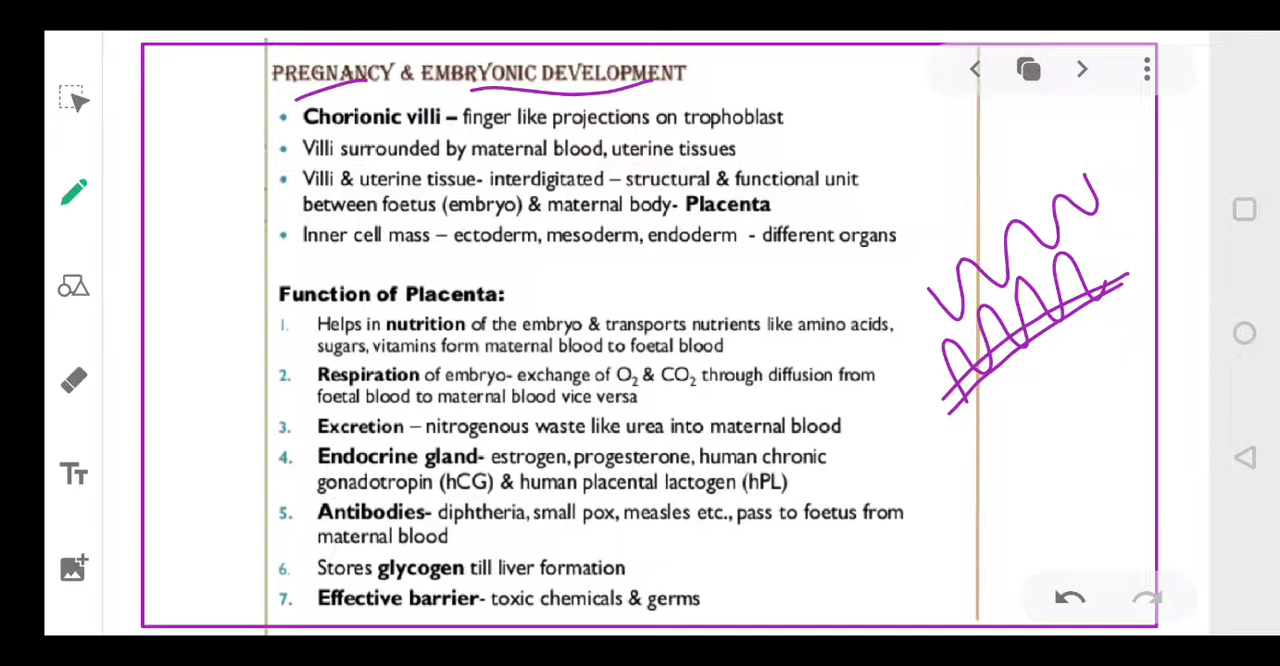 PREGNANCY & EMBRYONIC DEVELOPMENT
• Chorionic villi – finger like projections on trophoblast
• Villi surrounded by maternal blood, uterine tissues
• Villi & uterine tissue- interdigitated – structural & functional unit
between foetus (embryo) & maternal body- Placenta
• Inner cell mass – ectoderm, mesoderm, endoderm - different organs
Function of Placenta:
1. Helps in nutrition of the embryo & transports nutrients like amino acids,
sugars, vitamins form maternal blood to foetal blood
2. Respiration of embryo- exchange of O₂ & CO₂ through diffusion from
foetal blood to maternal blood vice versa
3. Excretion – nitrogenous waste like urea into maternal blood
4. Endocrine gland- estrogen, progesterone, human chronic
gonadotropin (hCG) & human placental lactogen (hPL)
5. Antibodies- diphtheria, small pox, measles etc., pass to foetus from
maternal blood
6. Stores glycogen till liver formation
7. Effective barrier- toxic chemicals & germs
TT